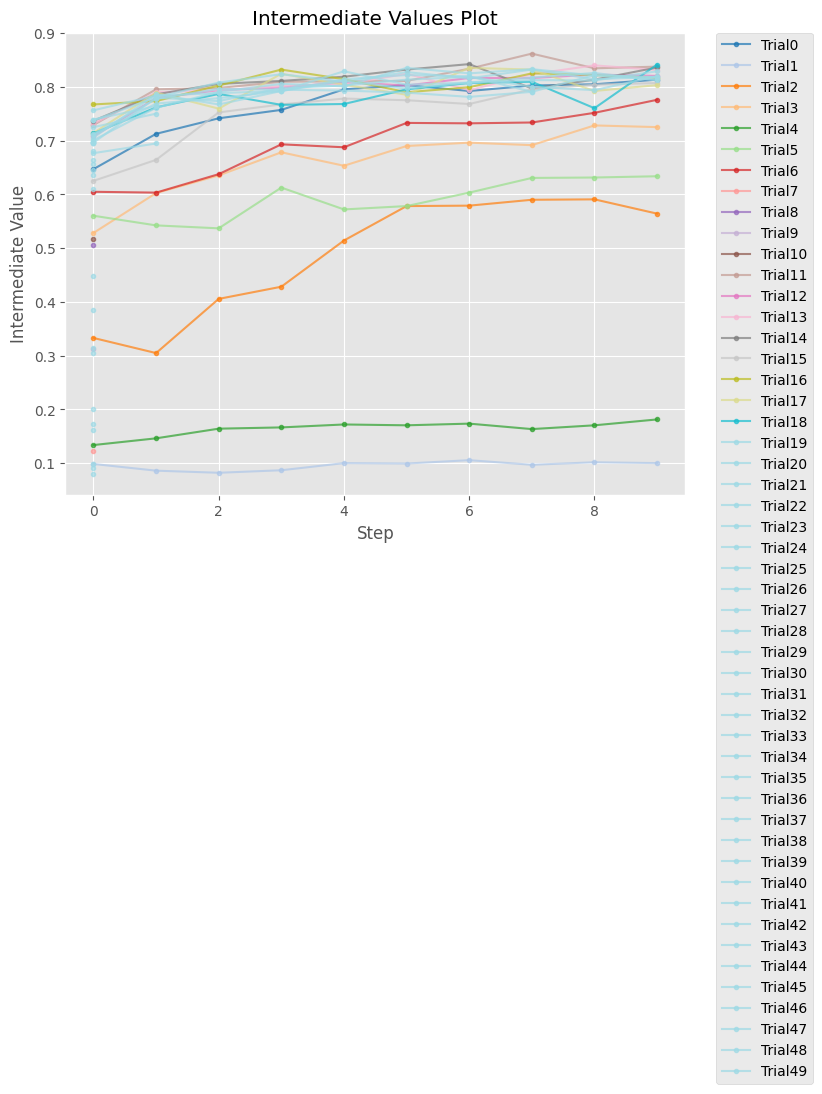 Intermediate Values Plot
Intermediate Value
0.9
0.8
0.7
0.6
0.5
0.4
0.3
0.2
0.1
0
2
4
6
8
Step
Trial0
Trial1
Trial2
Trial3
Trial4
Trial5
Trial6
Trial7
Trial8
Trial9
Trial10
Trial11
Trial12
Trial13
Trial14
Trial15
Trial16
Trial17
Trial18
Trial19
Trial20
Trial21
Trial22
Trial23
Trial24
Trial25
Trial26
Trial27
Trial28
Trial29
Trial30
Trial31
Trial32
Trial33
Trial34
Trial35
Trial36
Trial37
Trial38
Trial39
Trial40
Trial41
Trial42
Trial43
Trial44
Trial45
Trial46
Trial47
Trial48
Trial49